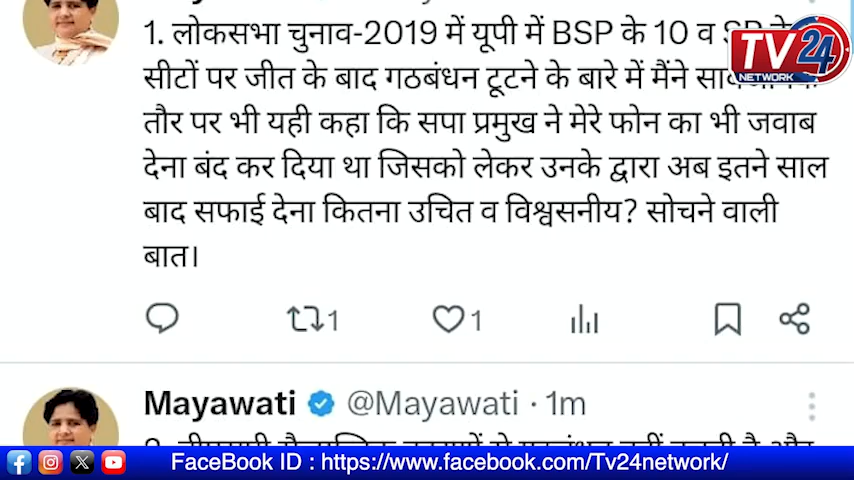 1. लोकसभा चुनाव-2019 में यूपी में BSP के 10 व
सीटों पर जीत के बाद गठबंधन टूटने के बारे में मैंने
तौर पर भी यही कहा कि सपा प्रमुख ने मेरे फोन का भी जवाब
देना बंद कर दिया था जिसको लेकर उनके द्वारा अब इतने साल
बाद सफाई देना कितना उचित व विश्वसनीय? सोचने वाली
बात।
1
1
Mayawati @Mayawati · 1m
TV24
NETWORK
FaceBook ID : https://www.facebook.com/Tv24network/